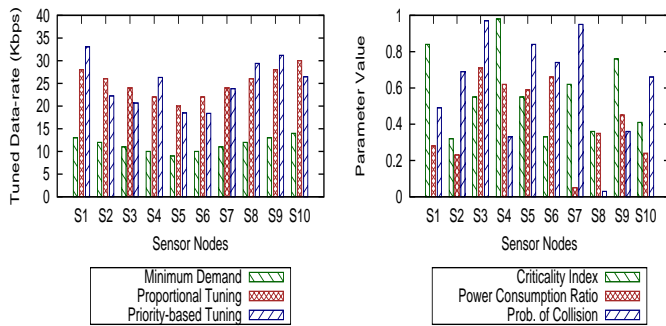 Tuned Data-rate (Kbps)
40
35
30
25
20
15
10
5
0
S1 S2 S3 S4 S5 S6 S7 S8 S9 S10
Sensor Nodes
Minimum Demand
Proportional Tuning
Priority-based Tuning
Parameter Value
1
0.8
0.6
0.4
0.2
0
S1 S2 S3 S4 S5 S6 S7 S8 S9 S10
Sensor Nodes
Criticality Index
Power Consumption Ratio
Prob. of Collision